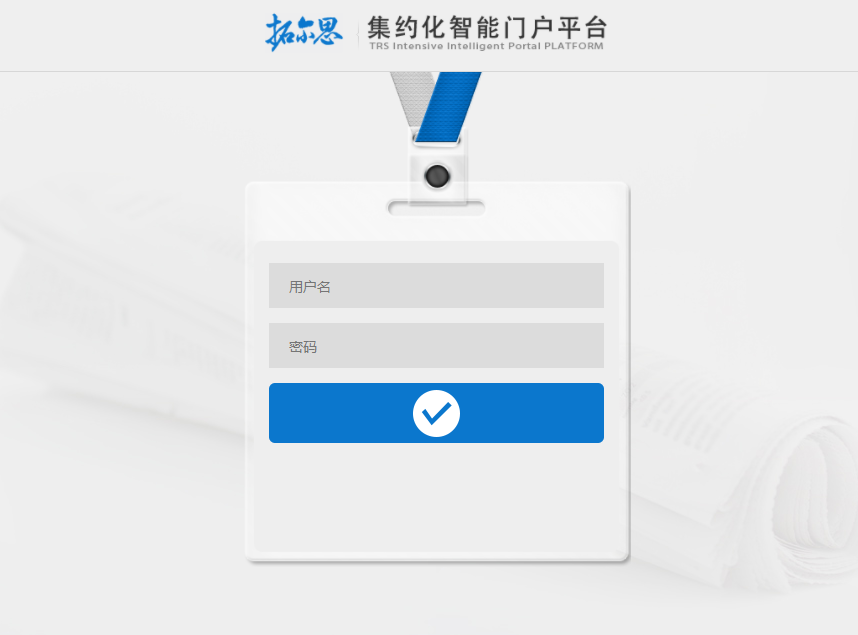 拓尔思 集约化智能门户平台
TRS Intensive Intelligent Portal PLATFORM
用户名
密码